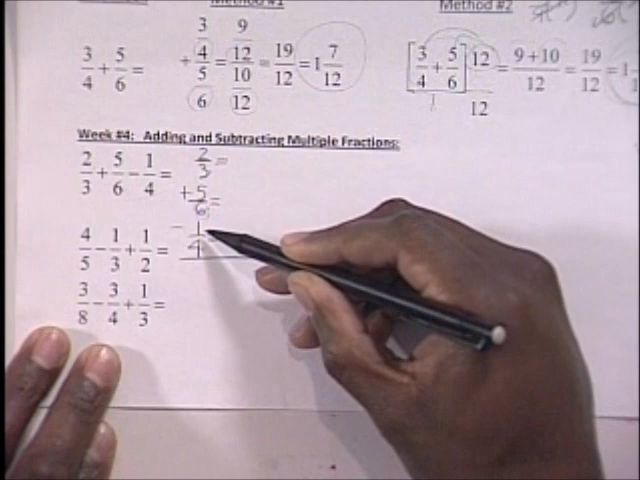 Method #1
Method #2
3/4 + 5/6 =
3/4 = 9/12
+ 5/6 10/12 = 19/12 = 1 7/12
[3/4 + 5/6] 12/12 = 9+10/12 = 19/12 = 1
Week #4: Adding and Subtracting Multiple Fractions:
2/3 + 5/6 − 1/4 =
2/3 =
+ 5/6 =
− 1/4
4/5 − 1/3 + 1/2 =
3/8 − 3/4 + 1/3 =